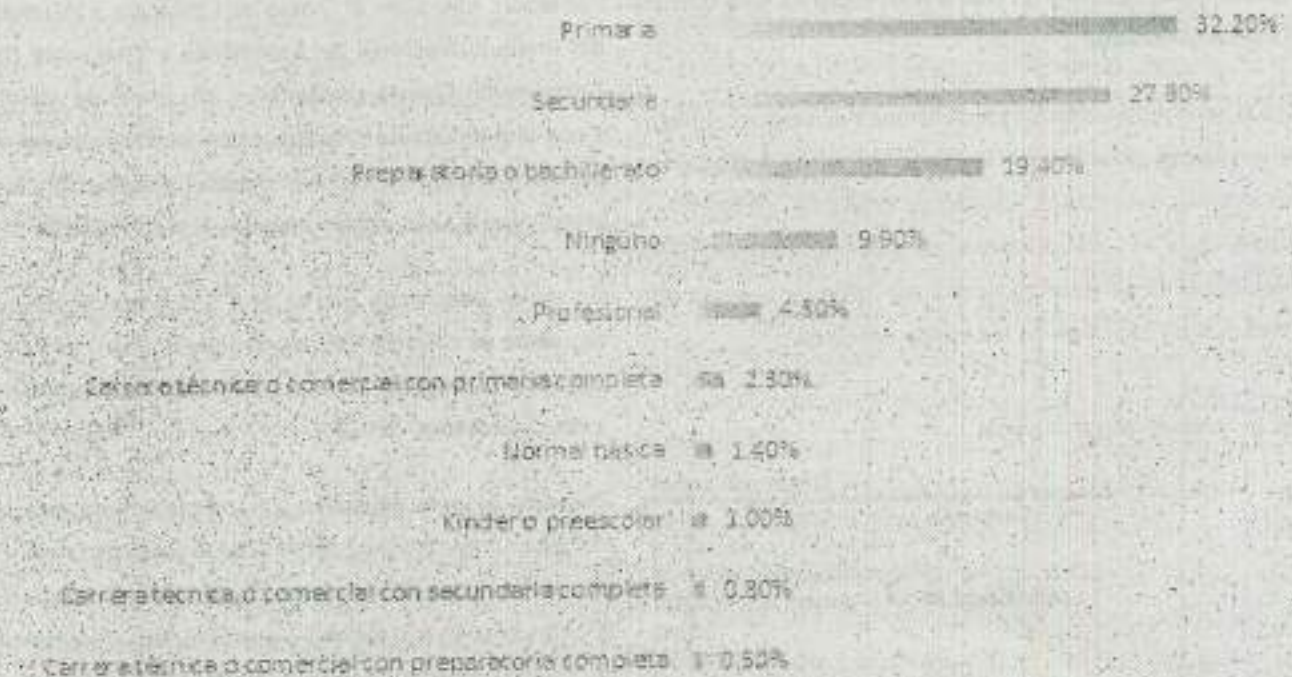 Primaria 32.20%
Secundaria 27.80%
Preparatoria o bachillerato 19.40%
Ninguno 9.90%
Profesional
Carrera técnica o comercial con primaria completa 2.30%
Normal básica 1.40%
Kinder o preescolar 1.00%
Carrera técnica o comercial con secundaria completa 0.80%
Carrera técnica o comercial con preparatoria completa 0.50%